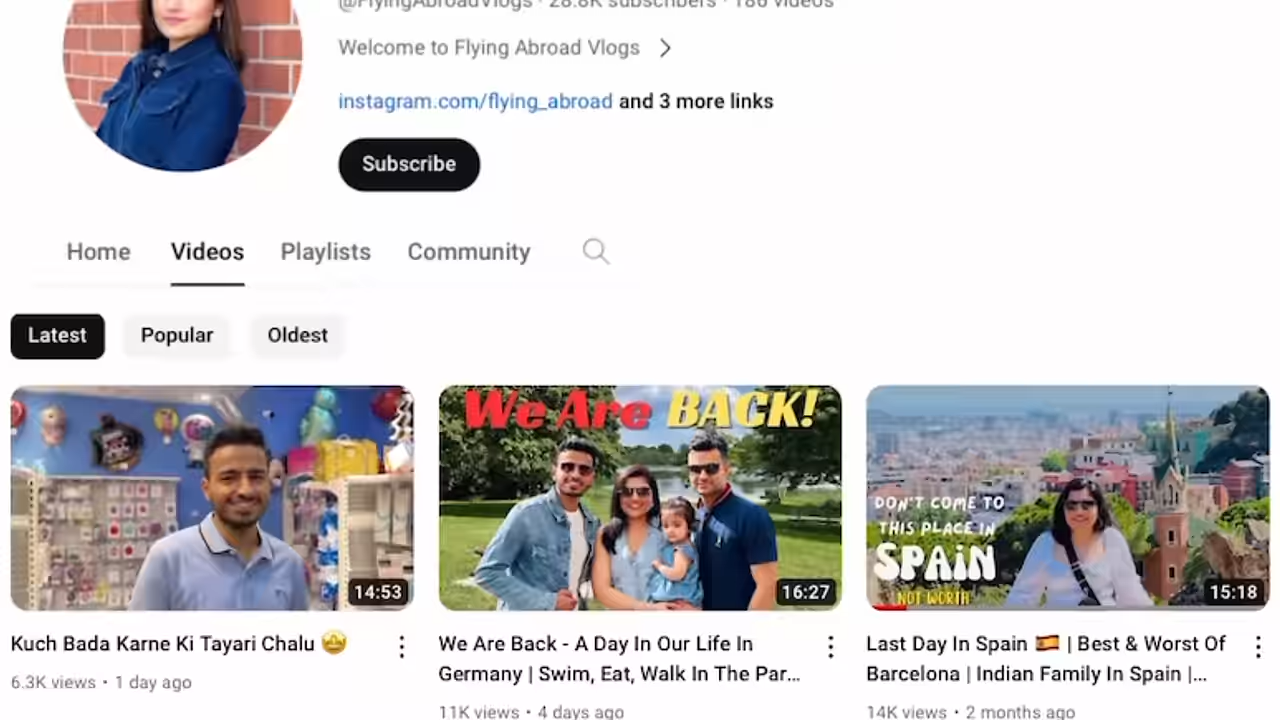 @FlyingAbroadVlogs · 28.8K subscribers · 186 videos
Welcome to Flying Abroad Vlogs
instagram.com/flying_abroad and 3 more links
Subscribe
Home Videos Playlists Community
Latest Popular Oldest
We Are BACK!
DON'T COME TO
THIS PLACE IN
SPAIN
NOT WORTH
14:53 16:27 15:18
Kuch Bada Karne Ki Tayari Chalu 🤩
6.3K views · 1 day ago
We Are Back - A Day In Our Life In
Germany | Swim, Eat, Walk In The Par...
11K views · 4 days ago
Last Day In Spain 🇪🇸 | Best & Worst Of
Barcelona | Indian Family In Spain |...
14K views · 2 months ago